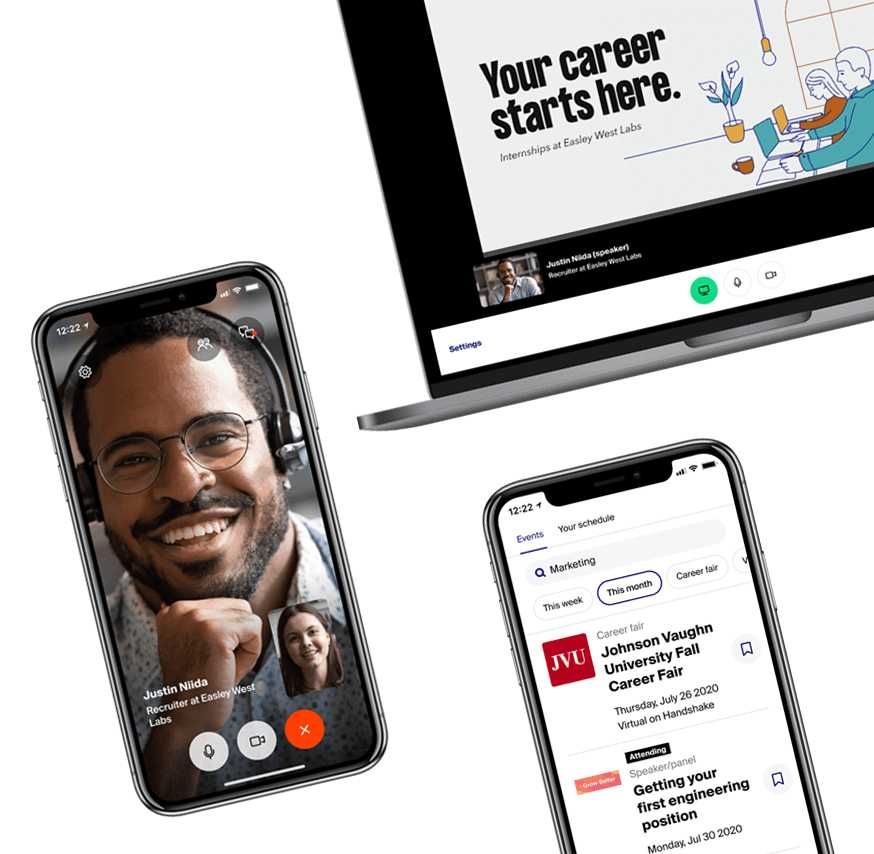 Your career
starts here.
Internships at Easley West Labs
Justin Niida (speaker)
Recruiter at Easley West Labs
Settings
12:22
Justin Niida
Recruiter at Easley West
Labs
12:22
Events Your schedule
Marketing
This week This month Career fair
JVU
Career fair
Johnson Vaughn
University Fall
Career Fair
Thursday, July 26 2020
Virtual on Handshake
Attending
Grow Better
Speaker/panel
Getting your
first engineering
position
Monday, Jul 30 2020